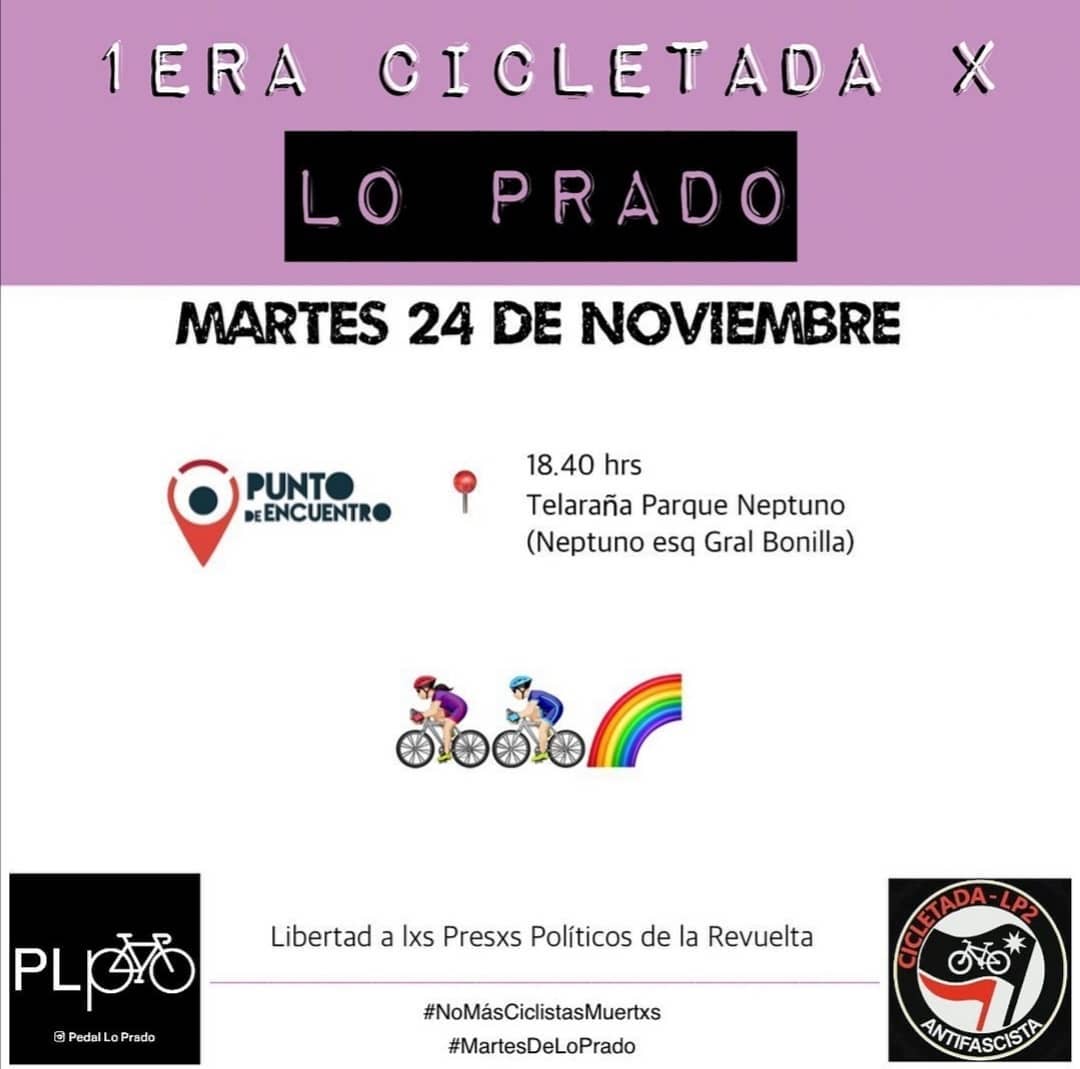 1ERA CICLETADA X
LO PRADO
MARTES 24 DE NOVIEMBRE
PUNTO
DE ENCUENTRO
18.40 hrs
Telaraña Parque Neptuno
(Neptuno esq Gral Bonilla)
PLP
Pedal Lo Prado
Libertad a lxs Presxs Políticos de la Revuelta
#NoMásCiclistasMuertxs
#MartesDeLoPrado
CICLETADA-LP2
ANTIFASCISTA